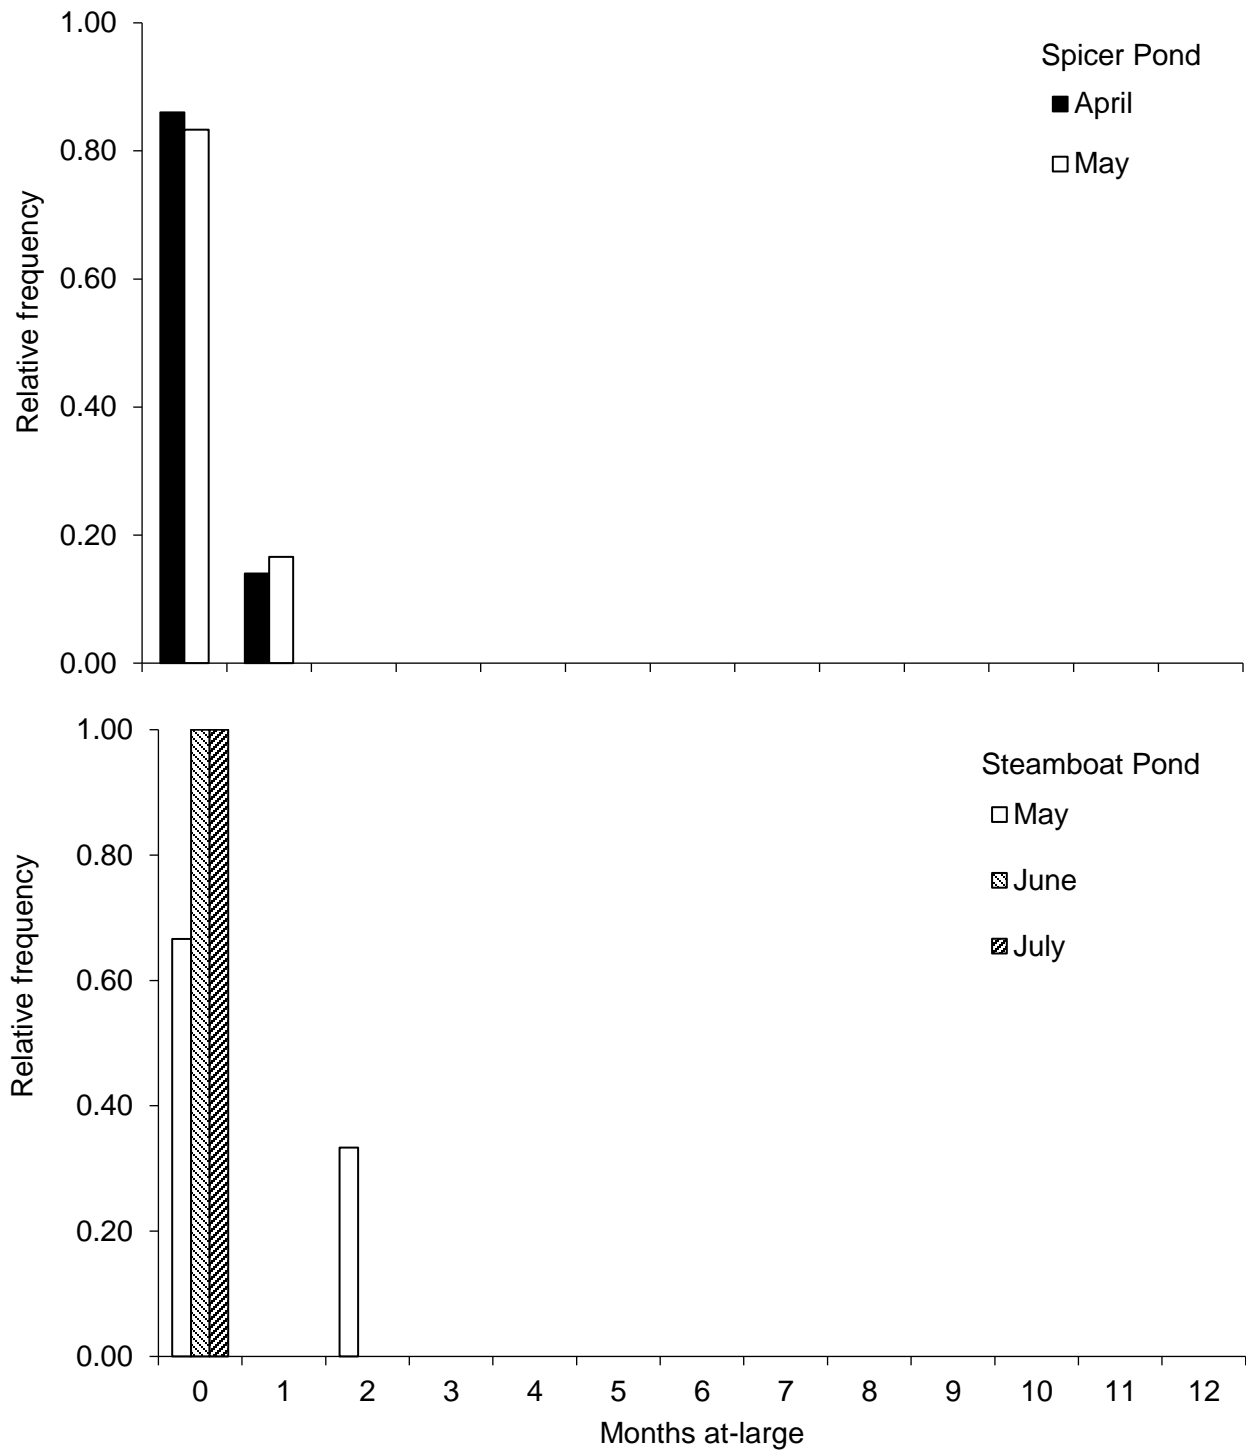 1.00
0.80
0.60
0.40
0.20
0.00
Relative frequency
Spicer Pond
April
May
1.00
0.80
0.60
0.40
0.20
0.00
Relative frequency
Steamboat Pond
May
June
July
0 1 2 3 4 5 6 7 8 9 10 11 12
Months at-large